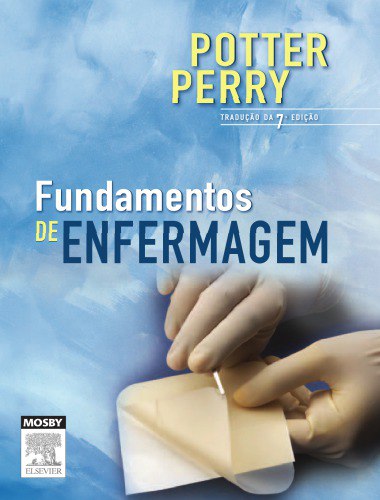 POTTER
PERRY
TRADUÇÃO DA 7ª EDIÇÃO
Fundamentos
DE ENFERMAGEM
MOSBY
ELSEVIER